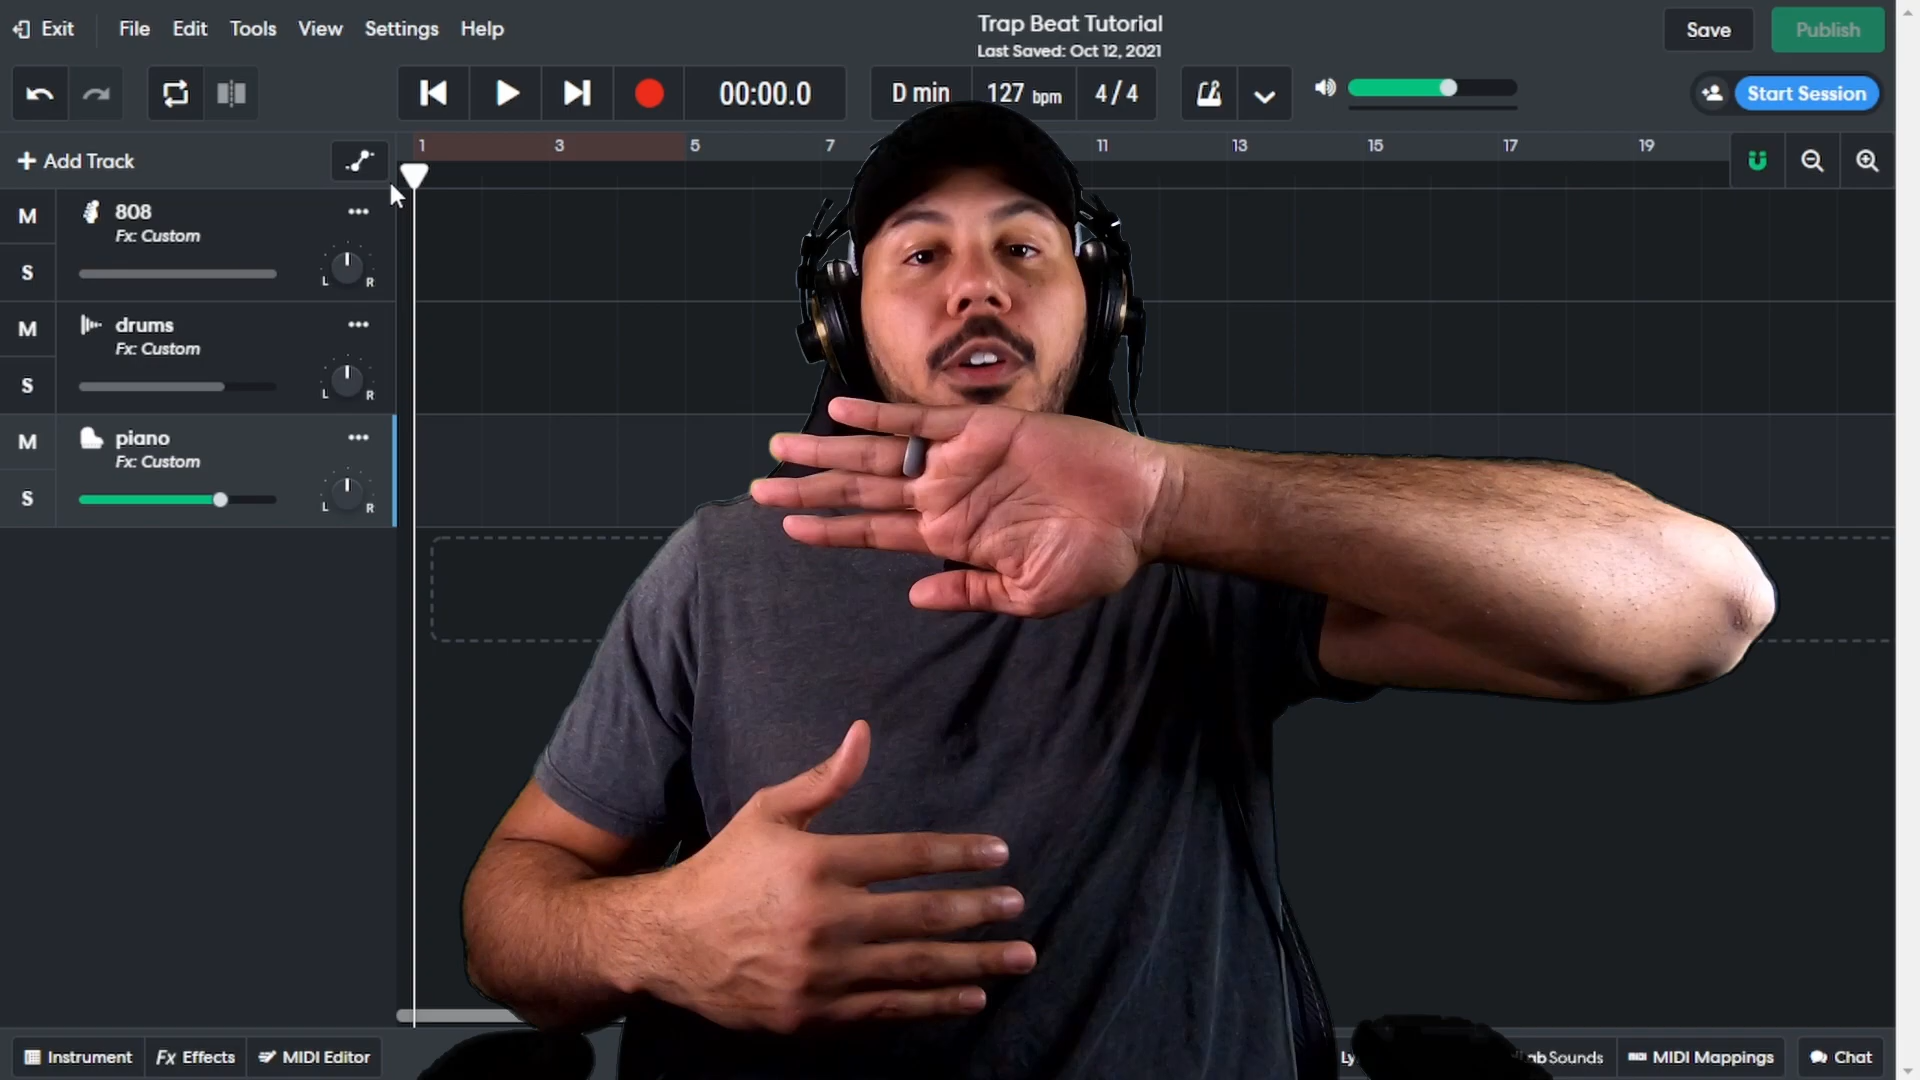 Exit File Edit Tools View Settings Help
Trap Beat Tutorial
Last Saved: Oct 12, 2021
Save Publish
00:00.0 D min 127 bpm 4/4
Start Session
Add Track
1 3 5 7 11 13 15 17 19
M 808
Fx: Custom
S L R
M drums
Fx: Custom
S L R
M piano
Fx: Custom
S L R
Instrument Fx Effects MIDI Editor Sounds MIDI Mappings Chat